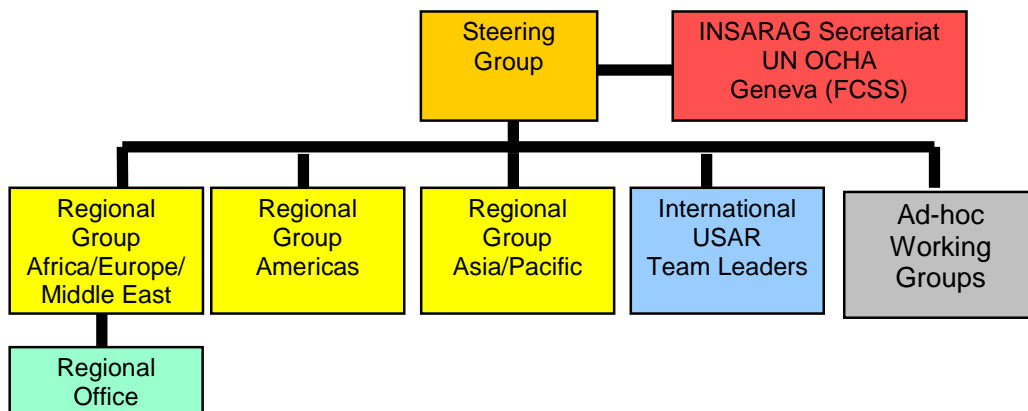 Steering
Group
INSARAG Secretariat
UN OCHA
Geneva (FCSS)
Regional
Group
Africa/Europe/
Middle East
Regional
Group
Americas
Regional
Group
Asia/Pacific
International
USAR
Team Leaders
Ad-hoc
Working
Groups
Regional
Office